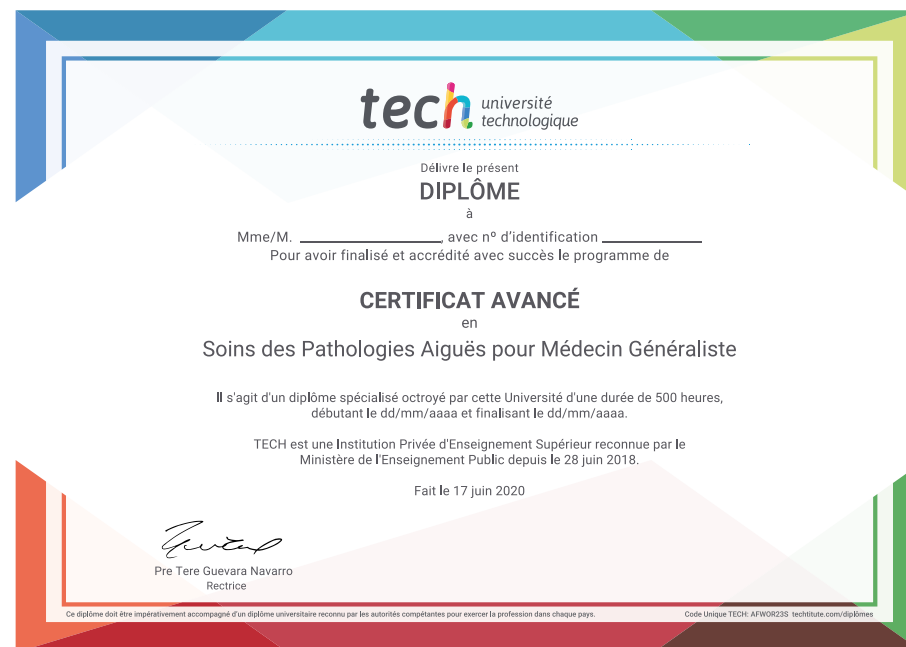 tech université
technologique
Délivre le présent
DIPLÔME
à
Mme/M. ____________________, avec nº d'identification ______________
Pour avoir finalisé et accrédité avec succès le programme de
CERTIFICAT AVANCÉ
en
Soins des Pathologies Aiguës pour Médecin Généraliste
Il s'agit d'un diplôme spécialisé octroyé par cette Université d'une durée de 500 heures,
débutant le dd/mm/aaaa et finalisant le dd/mm/aaaa.
TECH est une Institution Privée d'Enseignement Supérieur reconnue par le
Ministère de l'Enseignement Public depuis le 28 juin 2018.
Fait le 17 juin 2020
Pre Tere Guevara Navarro
Rectrice
Ce diplôme doit être impérativement accompagné d'un diplôme universitaire reconnu par les autorités compétentes pour exercer la profession dans chaque pays.
Code Unique TECH: AFWOR23S techtitute.com/diplômes